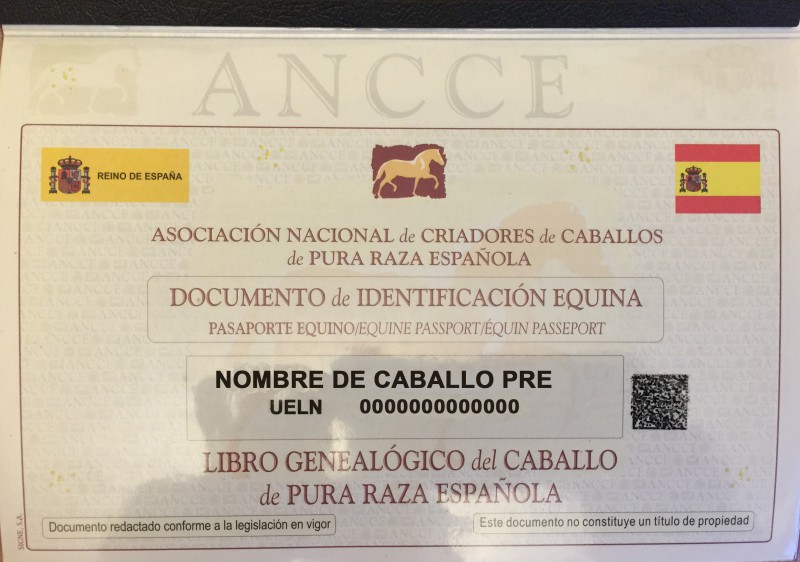 ANCCE
REINO DE ESPAÑA
ASOCIACIÓN NACIONAL de CRIADORES de CABALLOS
de PURA RAZA ESPAÑOLA
DOCUMENTO de IDENTIFICACIÓN EQUINA
PASAPORTE EQUINO/EQUINE PASSPORT/ÉQUIN PASSEPORT
NOMBRE DE CABALLO PRE
UELN 0000000000000
LIBRO GENEALÓGICO del CABALLO
de PURA RAZA ESPAÑOLA
Documento redactado conforme a la legislación en vigor
Este documento no constituye un título de propiedad
SIGNE, S.A.